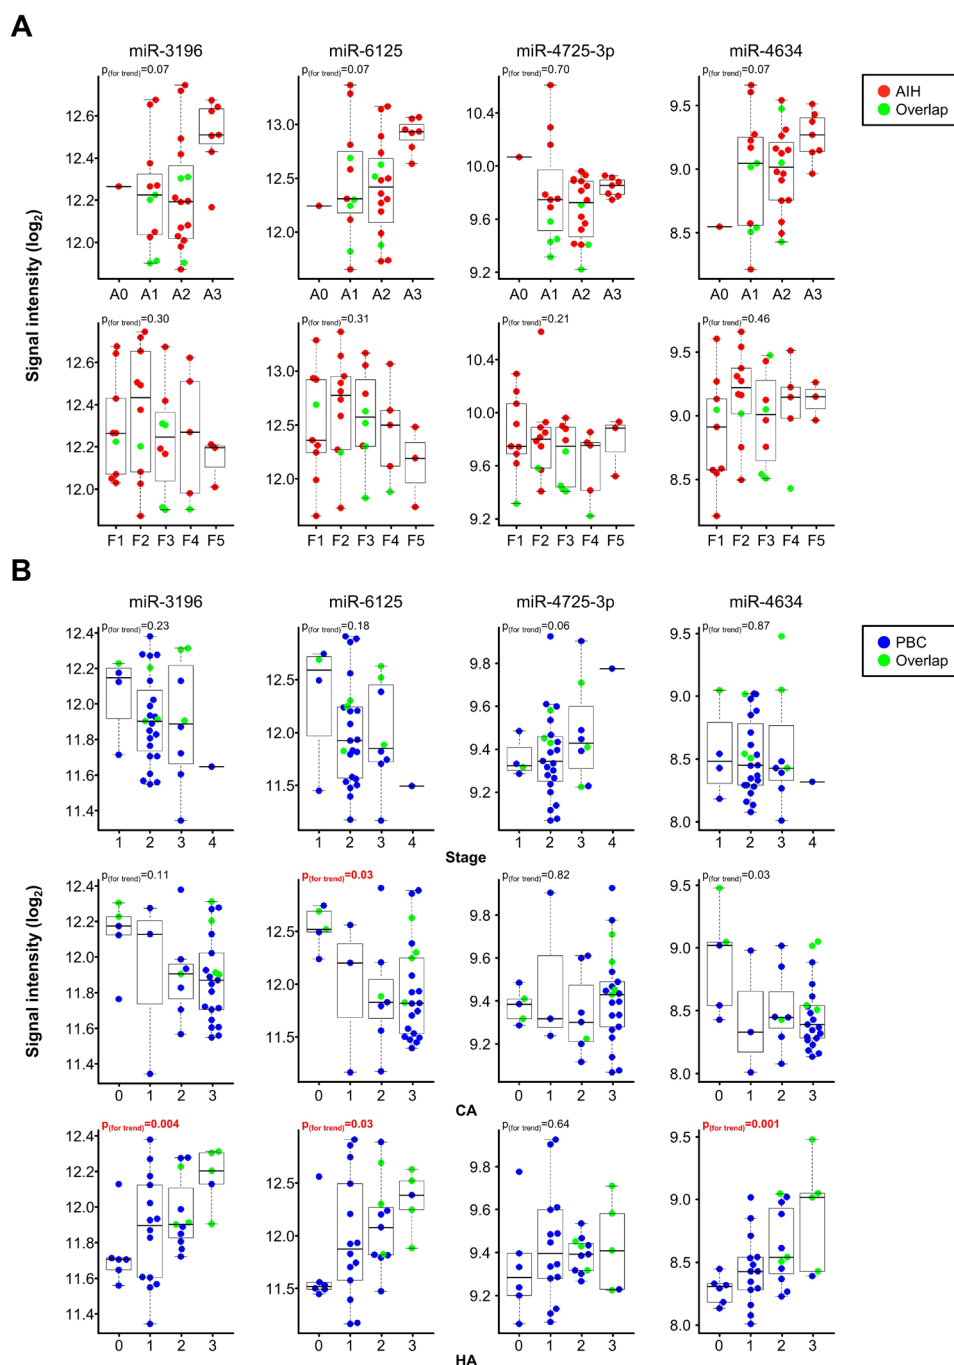 A
miR-3196 miR-6125 miR-4725-3p miR-4634
p(for trend)=0.07 p(for trend)=0.07 p(for trend)=0.70 p(for trend)=0.07
AIH
Overlap
12.6 12.4 12.2 12.0
13.0 12.5 12.0
10.4 10.0 9.6 9.2
9.5 9.0 8.5
A0 A1 A2 A3 A0 A1 A2 A3 A0 A1 A2 A3 A0 A1 A2 A3
Signal intensity (log2)
p(for trend)=0.30 p(for trend)=0.31 p(for trend)=0.21 p(for trend)=0.46
12.6 12.4 12.2 12.0
13.0 12.5 12.0
10.4 10.0 9.6 9.2
9.5 9.0 8.5
F1 F2 F3 F4 F5 F1 F2 F3 F4 F5 F1 F2 F3 F4 F5 F1 F2 F3 F4 F5
B
miR-3196 miR-6125 miR-4725-3p miR-4634
p(for trend)=0.23 p(for trend)=0.18 p(for trend)=0.06 p(for trend)=0.87
PBC
Overlap
12.4 12.2 12.0 11.8 11.6 11.4
12.5 12.0 11.5
9.8 9.6 9.4 9.2
9.5 9.0 8.5 8.0
1 2 3 4 1 2 3 4 1 2 3 4 1 2 3 4
Stage
Signal intensity (log2)
p(for trend)=0.11 p(for trend)=0.03 p(for trend)=0.82 p(for trend)=0.03
12.4 12.2 12.0 11.8 11.6 11.4
12.5 12.0 11.5
9.8 9.6 9.4 9.2
9.5 9.0 8.5 8.0
0 1 2 3 0 1 2 3 0 1 2 3 0 1 2 3
CA
p(for trend)=0.004 p(for trend)=0.03 p(for trend)=0.64 p(for trend)=0.001
12.4 12.2 12.0 11.8 11.6 11.4
12.5 12.0 11.5
9.8 9.6 9.4 9.2
9.5 9.0 8.5 8.0
0 1 2 3 0 1 2 3 0 1 2 3 0 1 2 3
HA